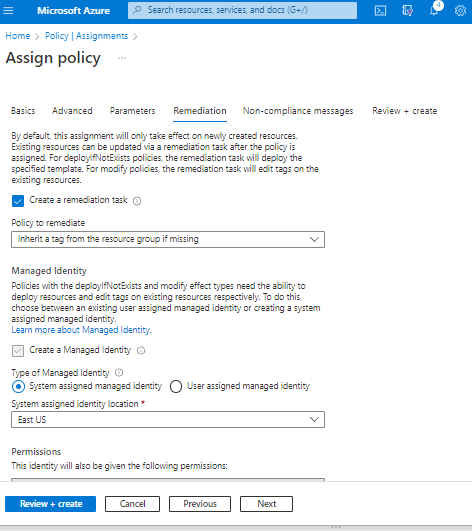 Microsoft Azure
Search resources, services, and docs (G+/)
4
Home > Policy | Assignments >
Assign policy ...
Basics Advanced Parameters Remediation Non-compliance messages Review + create
By default, this assignment will only take effect on newly created resources.
Existing resources can be updated via a remediation task after the policy is
assigned. For deployIfNotExists policies, the remediation task will deploy the
specified template. For modify policies, the remediation task will edit tags on the
existing resources.
Create a remediation task
Policy to remediate
Inherit a tag from the resource group if missing
Managed Identity
Policies with the deployIfNotExists and modify effect types need the ability to
deploy resources and edit tags on existing resources respectively. To do this,
choose between an existing user assigned managed identity or creating a system
assigned managed identity.
Learn more about Managed Identity.
Create a Managed Identity
Type of Managed Identity
System assigned managed identity User assigned managed identity
System assigned identity location *
East US
Permissions
This identity will also be given the following permissions:
Review + create Cancel Previous Next